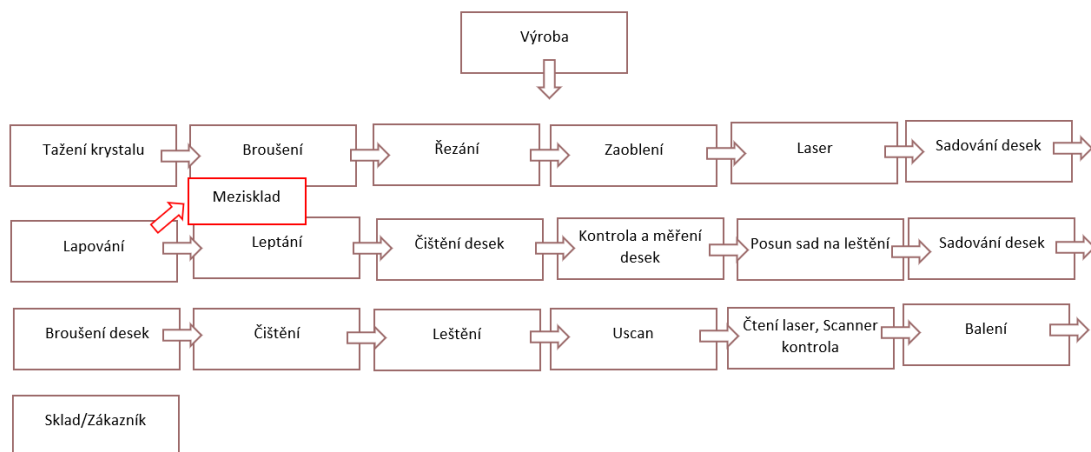 Výroba
Tažení krystalu
Broušení
Řezání
Zaoblení
Laser
Sadování desek
Mezisklad
Lapování
Leptání
Čištění desek
Kontrola a měření
desek
Posun sad na leštění
Sadování desek
Broušení desek
Čištění
Leštění
Uscan
Čtení laser, Scanner
kontrola
Balení
Sklad/Zákazník